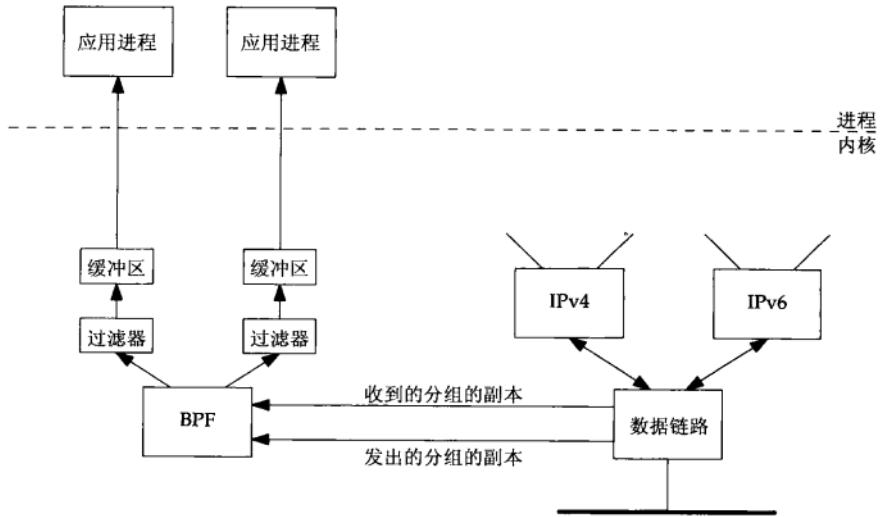 应用进程
应用进程
进程
内核
缓冲区
缓冲区
IPv4
IPv6
过滤器
过滤器
收到的分组的副本
BPF
数据链路
发出的分组的副本